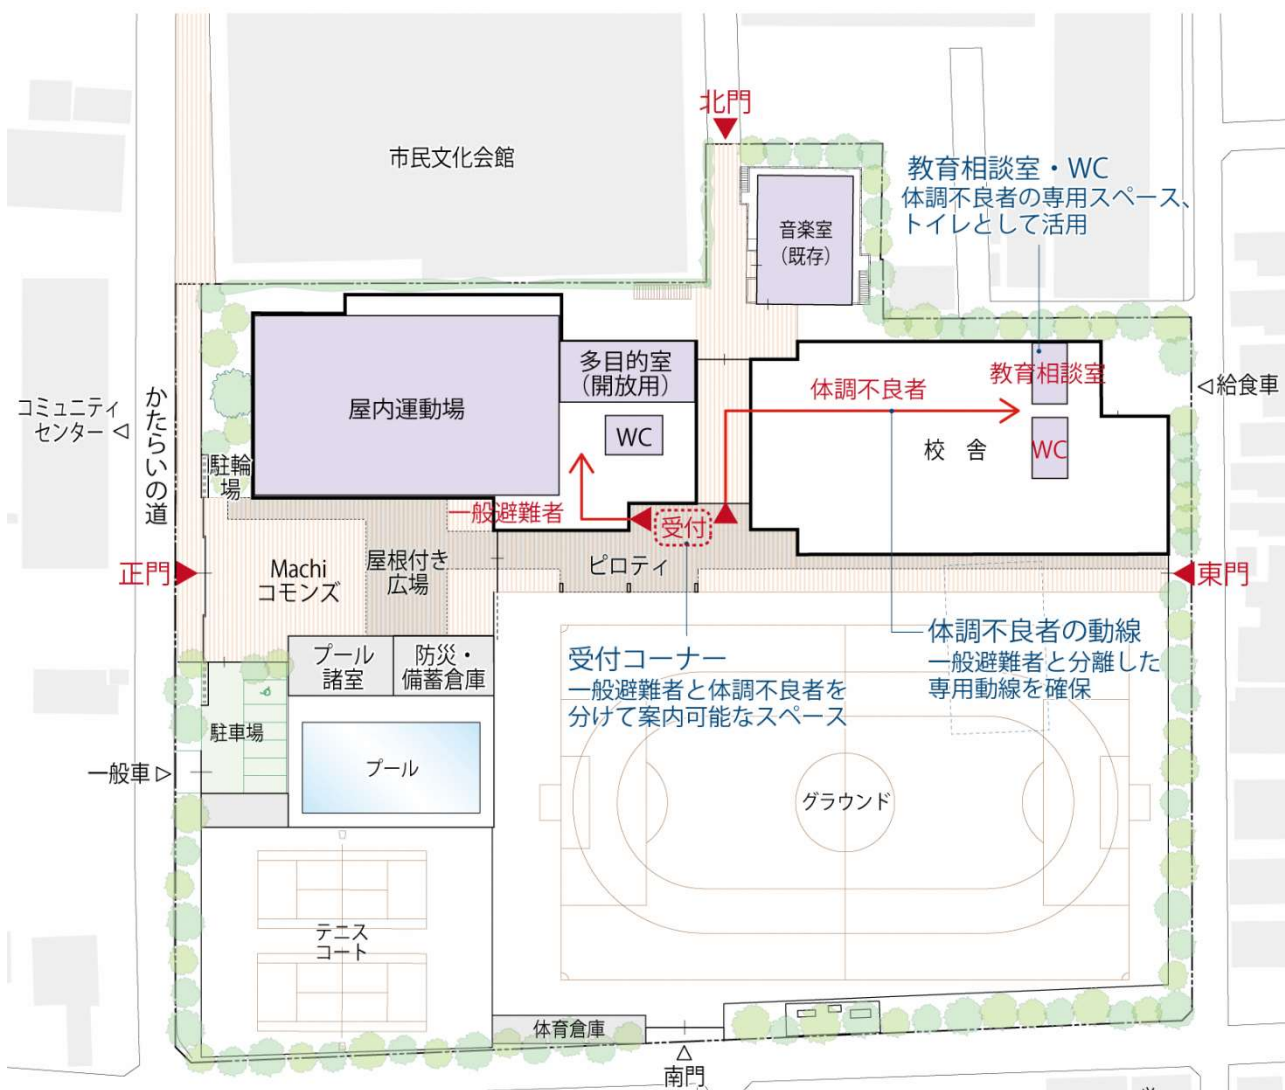 北門
市民文化会館
教育相談室・WC
体調不良者の専用スペース、
トイレとして活用
音楽室
（既存）
多目的室
（開放用）
屋内運動場
WC
体調不良者
教育相談室
WC
校 舎
給食車
コミュニティ
センター
かたらいの道
駐輪
場
一般避難者
受付
正門
Machi
コモンズ
屋根付き
広場
ピロティ
東門
プール
諸室
防災・
備蓄倉庫
受付コーナー
一般避難者と体調不良者を
分けて案内可能なスペース
体調不良者の動線
一般避難者と分離した
専用動線を確保
駐車場
一般車
プール
グラウンド
テニス
コート
体育倉庫
南門